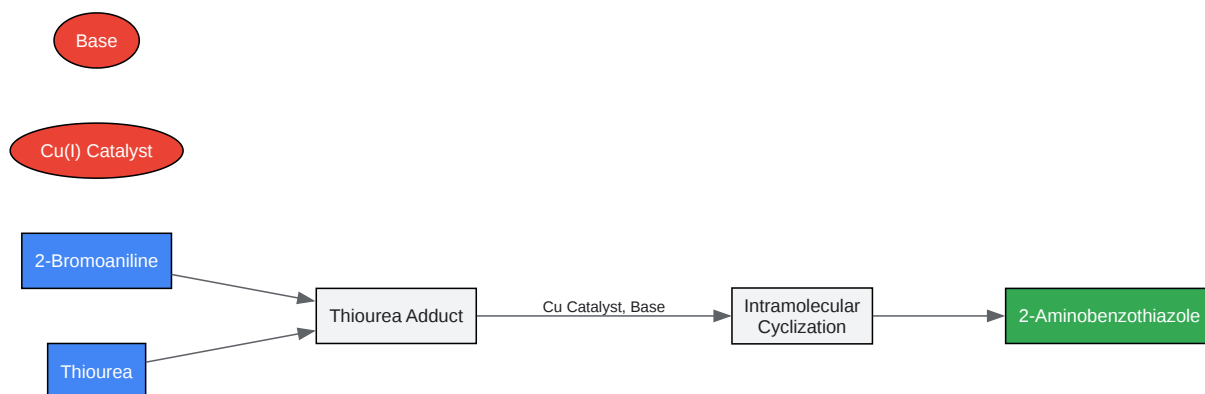 Base
Cu(I) Catalyst
2-Bromoaniline
Thiourea
Thiourea Adduct
Cu Catalyst, Base
Intramolecular
Cyclization
2-Aminobenzothiazole